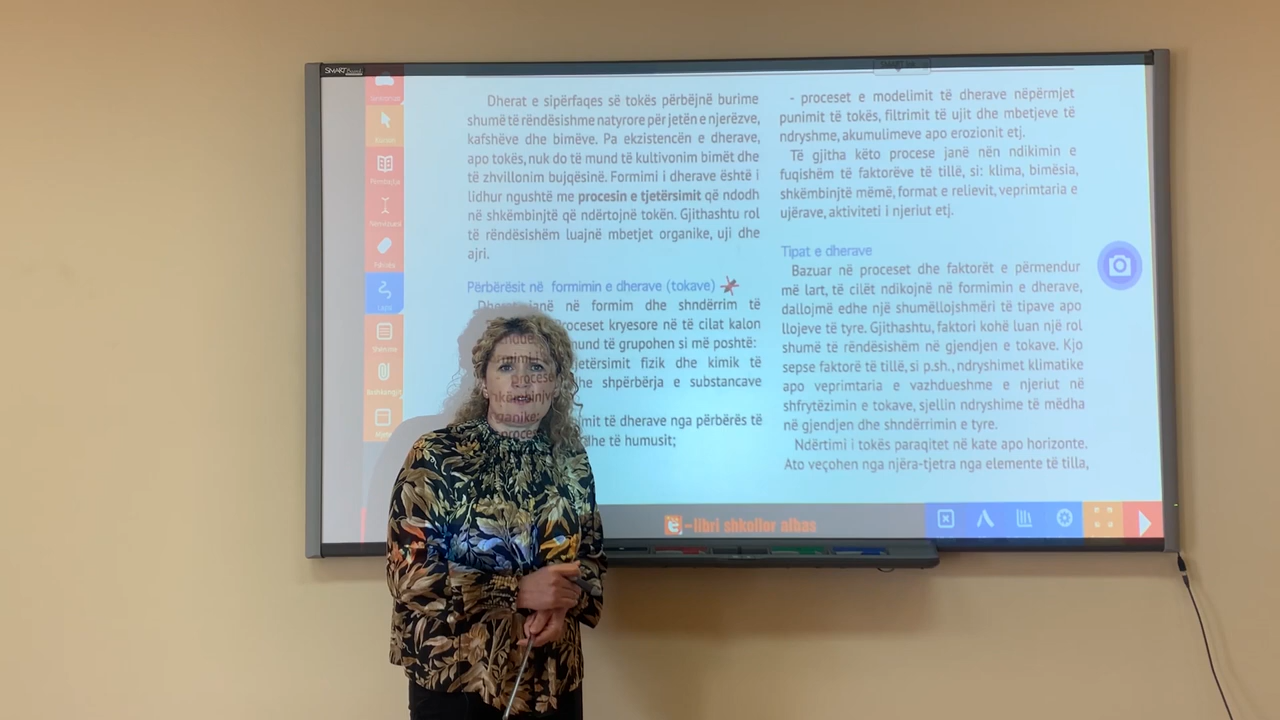 SMART Board
Dherat e sipërfaqes së tokës përbëjnë burime
shumë të rëndësishme natyrore për jetën e njerëzve,
kafshëve dhe bimëve. Pa ekzistencën e dherave,
apo tokës, nuk do të mund të kultivonim bimët dhe
të zhvillonim bujqësinë. Formimi i dherave është i
lidhur ngushtë me procesin e tjetërsimit që ndodh
në shkëmbinjtë që ndërtojnë tokën. Gjithashtu rol
të rëndësishëm luajnë mbetjet organike, uji dhe
ajri.
Përbërësit në formimin e dherave (tokave)
Dherat janë në formim dhe shndërrim të
proceset kryesore në të cilat kalon
mund të grupohen si më poshtë:
tjetërsimit fizik dhe kimik të
dhe shpërbërja e substancave
organike;
imit të dherave nga përbërës të
dhe të humusit;
- proceset e modelimit të dherave nëpërmjet
punimit të tokës, filtrimit të ujit dhe mbetjeve të
ndryshme, akumulimeve apo erozionit etj.
Të gjitha këto procese janë nën ndikimin e
fuqishëm të faktorëve të tillë, si: klima, bimësia,
shkëmbinjtë mëmë, format e relievit, veprimtaria e
ujërave, aktiviteti i njeriut etj.
Tipat e dherave
Bazuar në proceset dhe faktorët e përmendur
më lart, të cilët ndikojnë në formimin e dherave,
dallojmë edhe një shumëllojshmëri të tipave apo
llojeve të tyre. Gjithashtu, faktori kohë luan një rol
shumë të rëndësishëm në gjendjen e tokave. Kjo
sepse faktorë të tillë, si p.sh., ndryshimet klimatike
apo veprimtaria e vazhdueshme e njeriut në
shfrytëzimin e tokave, sjellin ndryshime të mëdha
në gjendjen dhe shndërrimin e tyre.
Ndërtimi i tokës paraqitet në kate apo horizonte.
Ato veçohen nga njëra-tjetra nga elemente të tilla,
e-libri shkollor albas